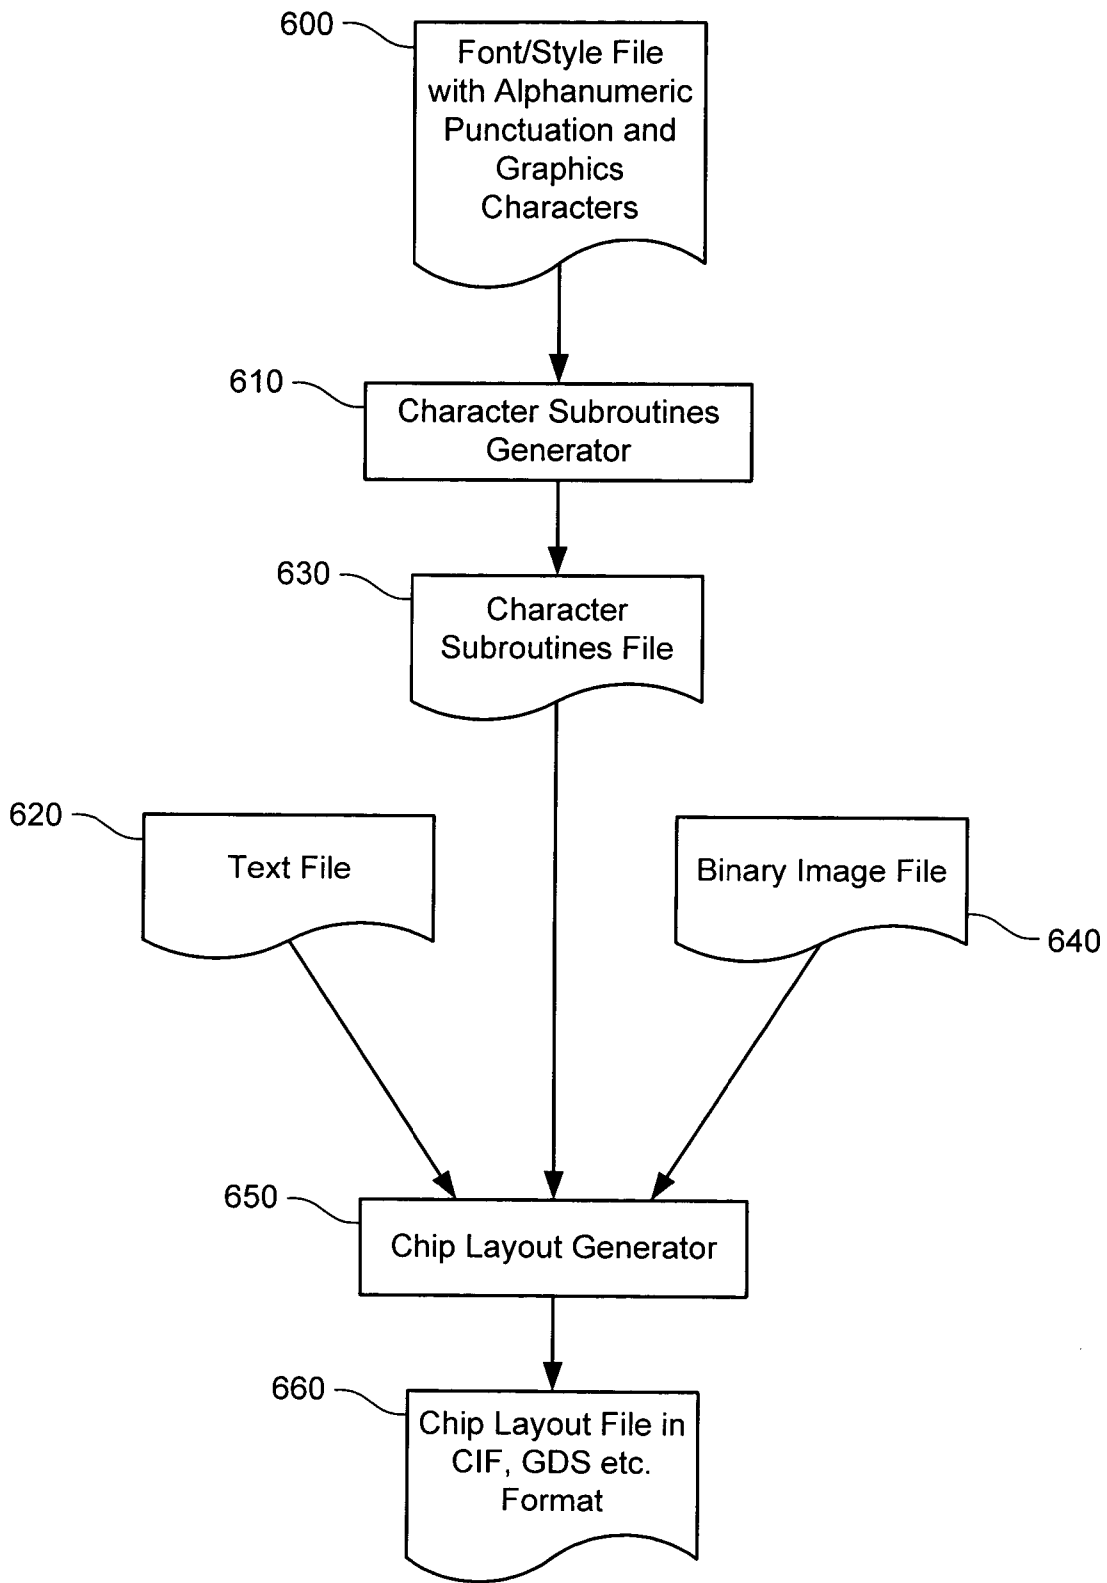 600
Font/Style File
with Alphanumeric
Punctuation and
Graphics
Characters
610
Character Subroutines
Generator
630
Character
Subroutines File
620
Text File
Binary Image File
640
650
Chip Layout Generator
660
Chip Layout File in
CIF, GDS etc.
Format